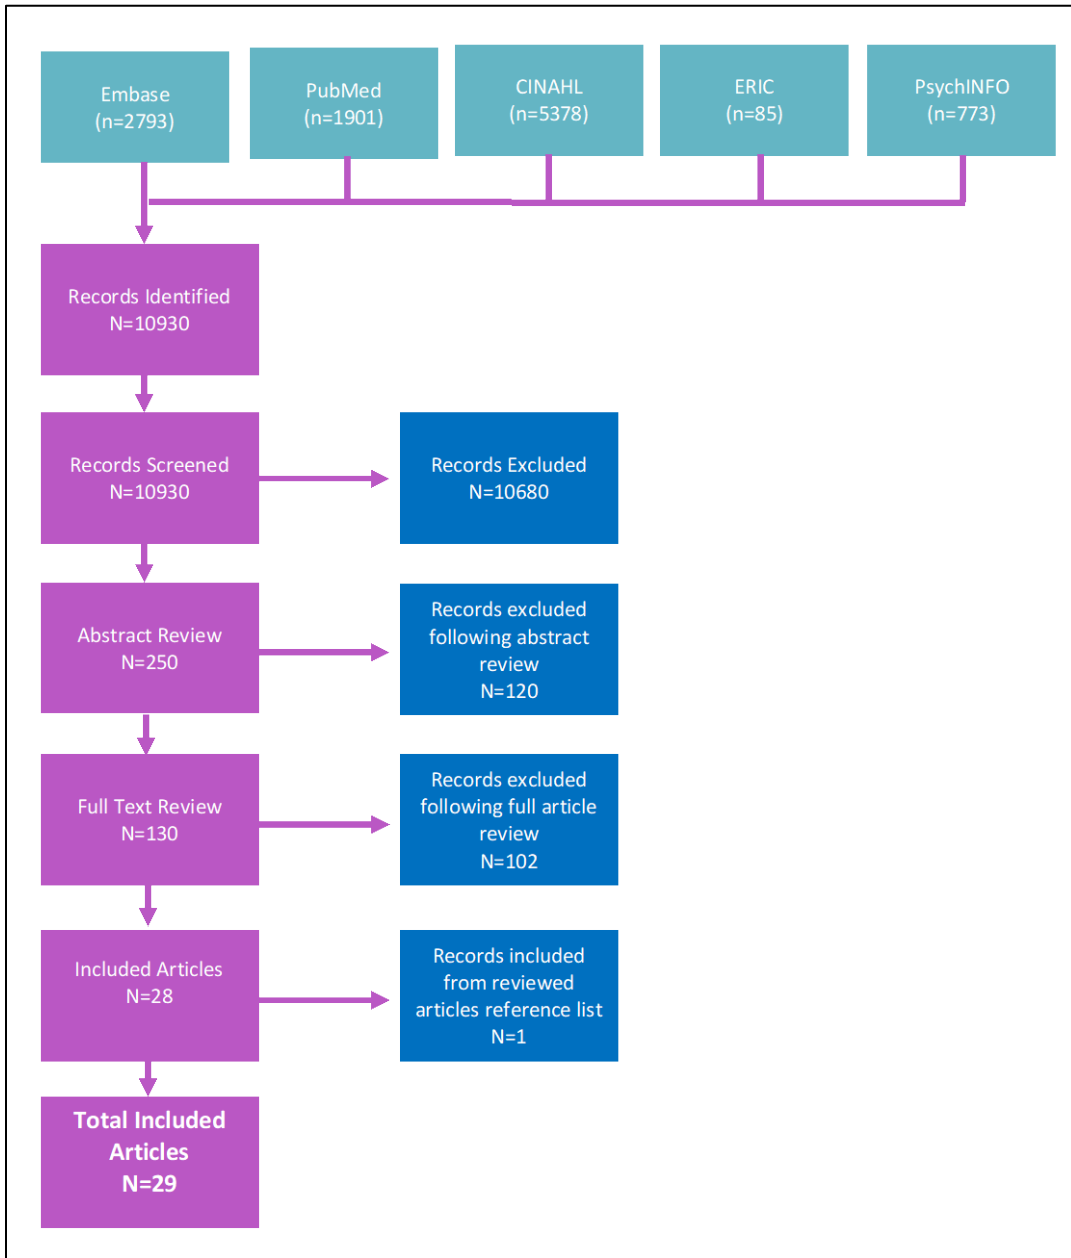 Embase
(n=2793)
PubMed
(n=1901)
CINAHL
(n=5378)
ERIC
(n=85)
PsychINFO
(n=773)
Records Identified
N=10930
Records Screened
N=10930
Records Excluded
N=10680
Abstract Review
N=250
Records excluded
following abstract
review
N=120
Full Text Review
N=130
Records excluded
following full article
review
N=102
Included Articles
N=28
Records included
from reviewed
articles reference list
N=1
Total Included
Articles
N=29